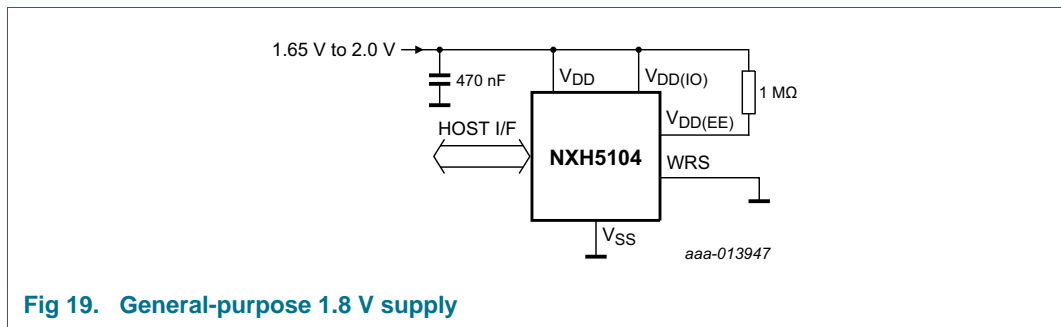 1.65 V to 2.0 V
470 nF
VDD
VDD(IO)
1 MΩ
VDD(EE)
HOST I/F
NXH5104
WRS
VSS
aaa-013947
Fig 19. General-purpose 1.8 V supply